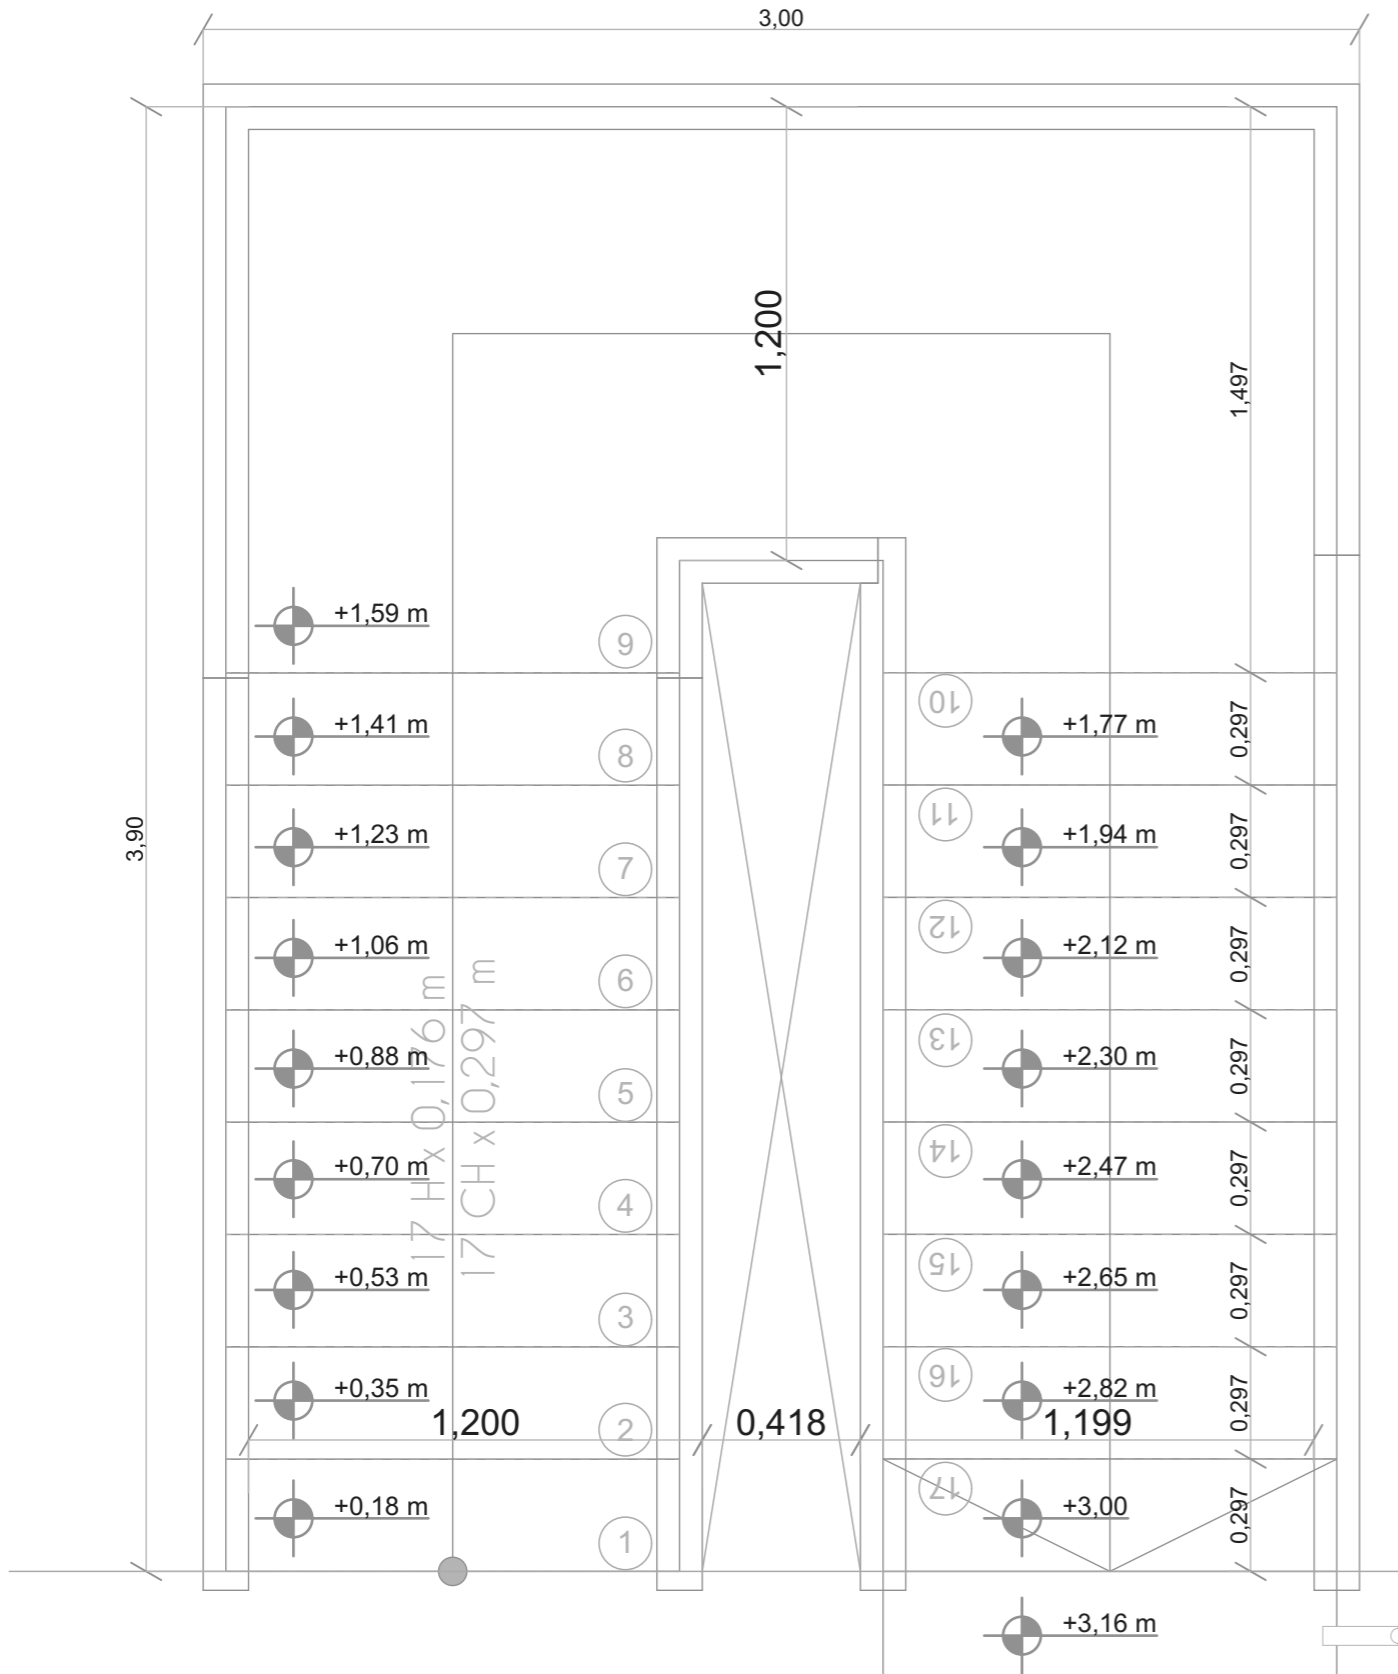 3,00
1,200
1,497
+1,59 m
9
+1,41 m
8
10
+1,77 m
0,297
+1,23 m
7
11
+1,94 m
0,297
3,90
+1,06 m
6
12
+2,12 m
0,297
17 H x 0,176 m
17 CH x 0,297 m
+0,88 m
5
13
+2,30 m
0,297
+0,70 m
4
14
+2,47 m
0,297
+0,53 m
3
15
+2,65 m
0,297
+0,35 m
2
16
+2,82 m
0,297
1,200
0,418
1,199
+0,18 m
1
17
+3,00
0,297
+3,16 m